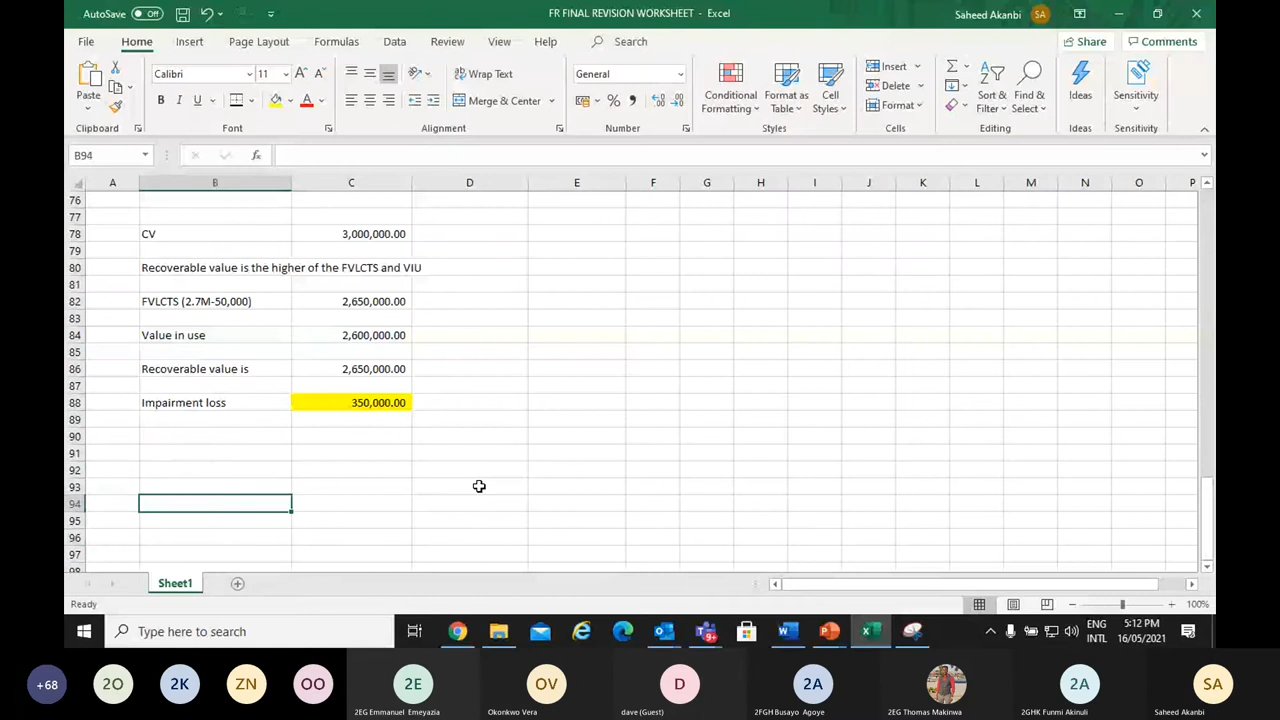 AutoSave Off
FR FINAL REVISION WORKSHEET - Excel
Saheed Akanbi SA
File Home Insert Page Layout Formulas Data Review View Help Search Share Comments
Calibri 11 A A Wrap Text General Insert Σ
Paste B I U A Merge & Center % , Conditional Formatting Format as Table Cell Styles Delete Format Sort & Filter Find & Select Ideas Sensitivity
Clipboard Font Alignment Number Styles Cells Editing Ideas Sensitivity
B94 fx
A B C D E F G H I J K L M N O P
76
77
78 CV 3,000,000.00
79
80 Recoverable value is the higher of the FVLCTS and VIU
81
82 FVLCTS (2.7M-50,000) 2,650,000.00
83
84 Value in use 2,600,000.00
85
86 Recoverable value is 2,650,000.00
87
88 Impairment loss 350,000.00
89
90
91
92
93
94
95
96
97
98
Sheet1
Ready 100%
Type here to search
ENG
INTL
5:12 PM
16/05/2021
+68 2O 2K ZN OO 2E OV D 2A 2A SA
2EG Emmanuel Emeyazia Okonkwo Vera dave (Guest) 2FGH Busayo Agoye 2EG Thomas Makinwa 2GHK Funmi Akinuli Saheed Akanbi